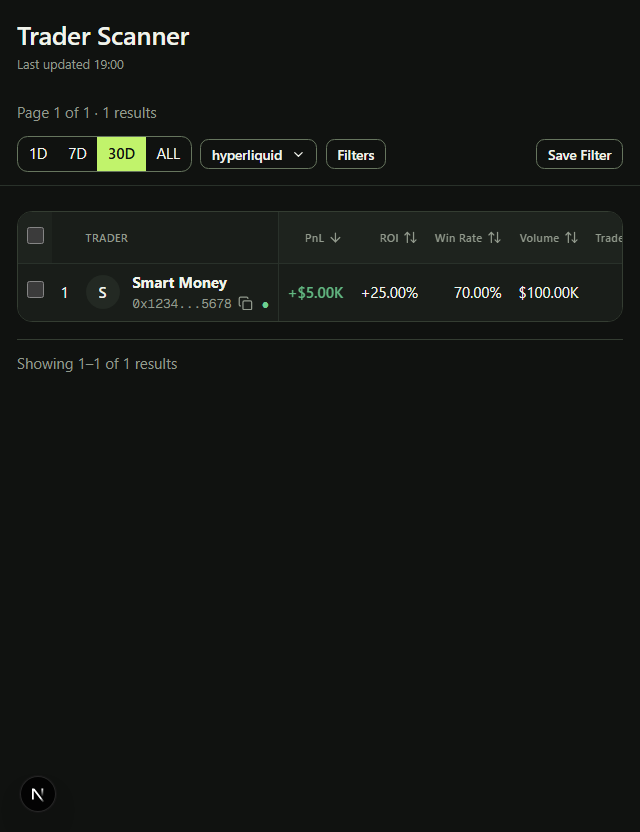 Trader Scanner
Last updated 19:00
Page 1 of 1 · 1 results
1D 7D 30D ALL hyperliquid Filters Save Filter
TRADER PnL ROI Win Rate Volume Trade
1 S Smart Money +$5.00K +25.00% 70.00% $100.00K
0x1234...5678
Showing 1–1 of 1 results
N